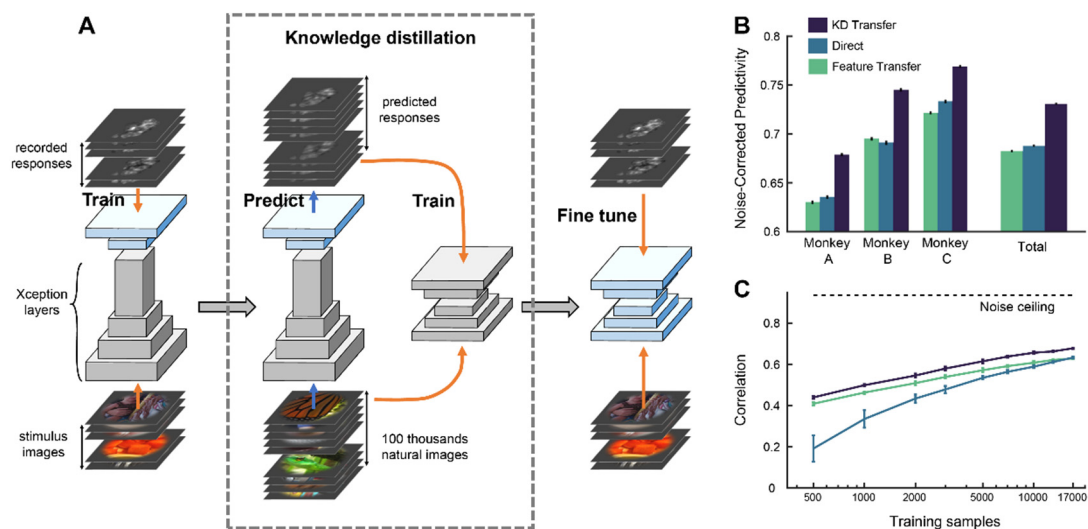 A
Knowledge distillation
recorded
responses
predicted
responses
Train
Predict
Train
Fine tune
Xception
layers
stimulus
images
100 thousands
natural images
B
KD Transfer
Direct
Feature Transfer
Noise-Corrected Predictivity
0.8
0.75
0.7
0.65
0.6
Monkey
A
Monkey
B
Monkey
C
Total
C
Noise ceiling
Correlation
0.8
0.6
0.4
0.2
0
500
1000
2000
5000
10000
17000
Training samples